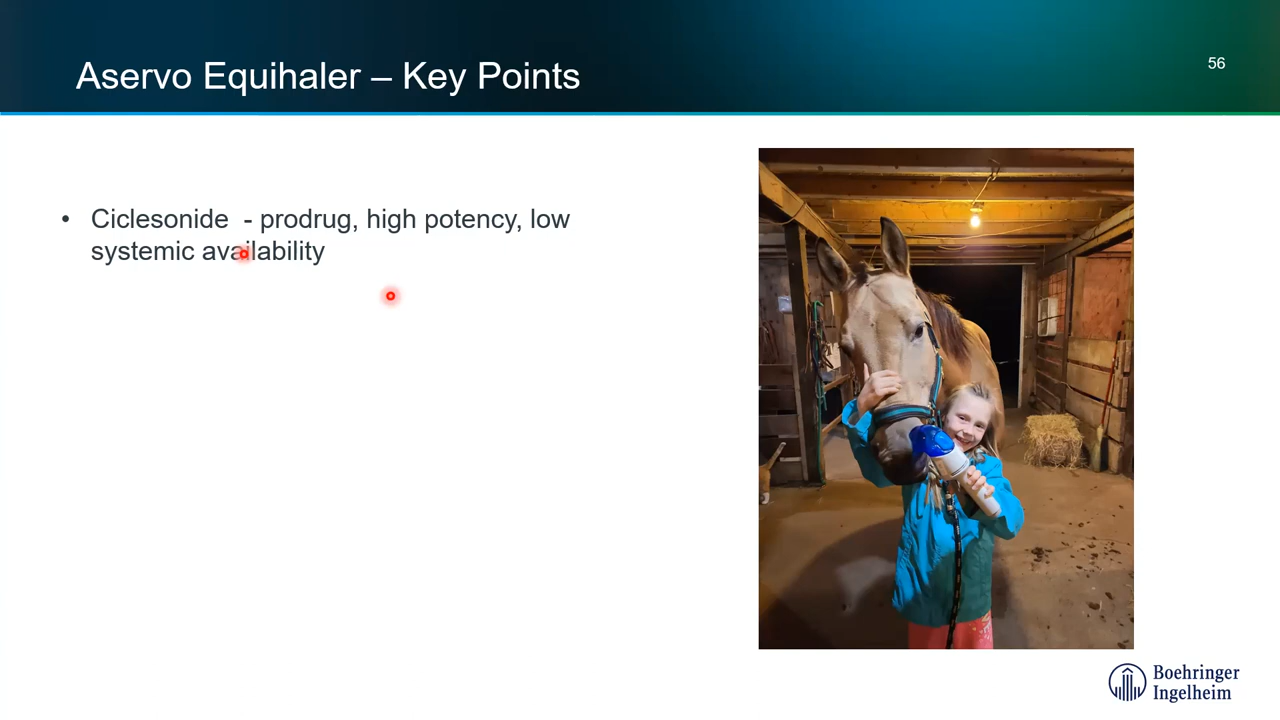 Aservo Equihaler – Key Points
56
• Ciclesonide  - prodrug, high potency, low
systemic availability
Boehringer
Ingelheim